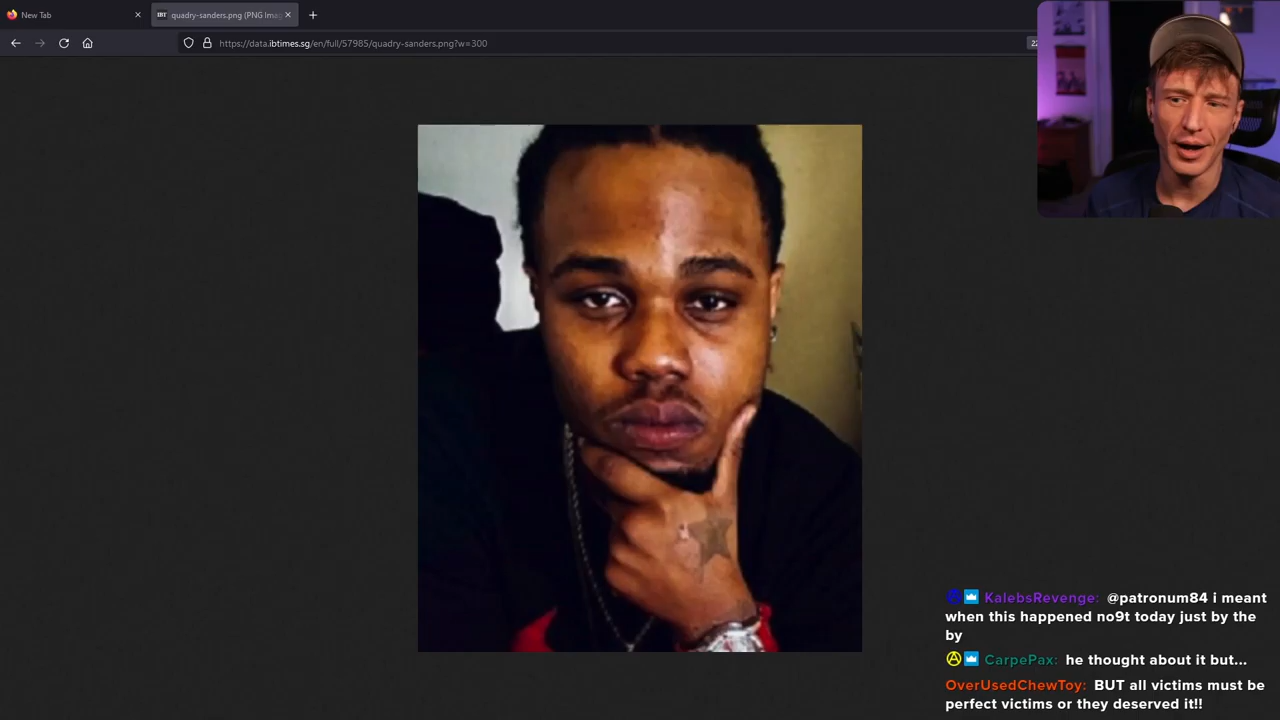 New Tab
IBT quadry-sanders.png (PNG Imag
https://data.ibtimes.sg/en/full/57985/quadry-sanders.png?w=300
KalebsRevenge: @patronum84 i meant
when this happened no9t today just by the
by
CarpePax: he thought about it but...
OverUsedChewToy: BUT all victims must be
perfect victims or they deserved it!!